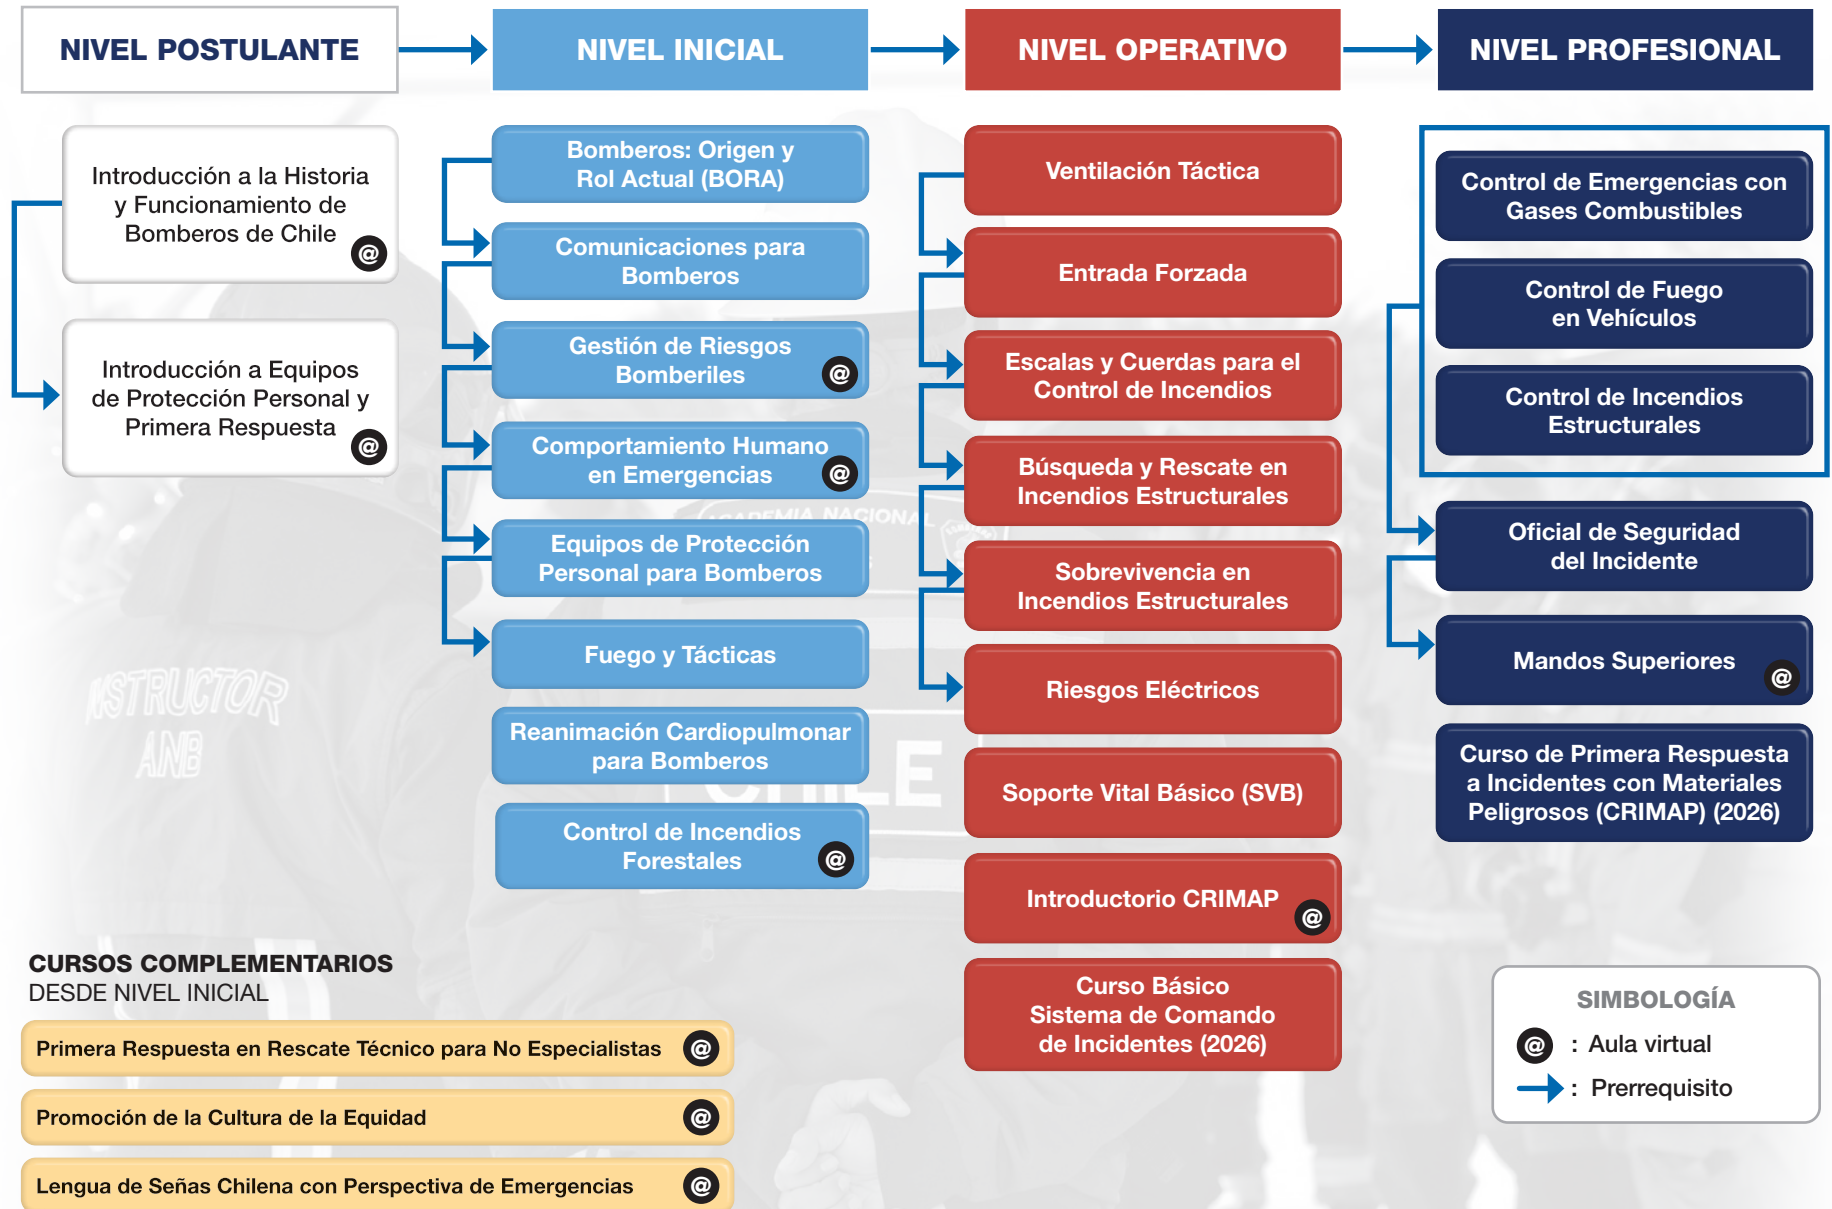 NIVEL POSTULANTE
NIVEL INICIAL
NIVEL OPERATIVO
NIVEL PROFESIONAL
Introducción a la Historia
y Funcionamiento de
Bomberos de Chile
@
Introducción a Equipos
de Protección Personal y
Primera Respuesta
@
Bomberos: Origen y
Rol Actual (BORA)
Comunicaciones para
Bomberos
Gestión de Riesgos
Bomberiles
@
Comportamiento Humano
en Emergencias
@
Equipos de Protección
Personal para Bomberos
Fuego y Tácticas
Reanimación Cardiopulmonar
para Bomberos
Control de Incendios
Forestales
@
Ventilación Táctica
Entrada Forzada
Escalas y Cuerdas para el
Control de Incendios
Búsqueda y Rescate en
Incendios Estructurales
Sobrevivencia en
Incendios Estructurales
Riesgos Eléctricos
Soporte Vital Básico (SVB)
Introductorio CRIMAP
@
Curso Básico
Sistema de Comando
de Incidentes (2026)
Control de Emergencias con
Gases Combustibles
Control de Fuego
en Vehículos
Control de Incendios
Estructurales
Oficial de Seguridad
del Incidente
Mandos Superiores
@
Curso de Primera Respuesta
a Incidentes con Materiales
Peligrosos (CRIMAP) (2026)
CURSOS COMPLEMENTARIOS
DESDE NIVEL INICIAL
Primera Respuesta en Rescate Técnico para No Especialistas @
Promoción de la Cultura de la Equidad @
Lengua de Señas Chilena con Perspectiva de Emergencias @
SIMBOLOGÍA
@ : Aula virtual
: Prerrequisito
INSTRUCTOR
ANB
ACADEMIA NACIONAL
CHILE